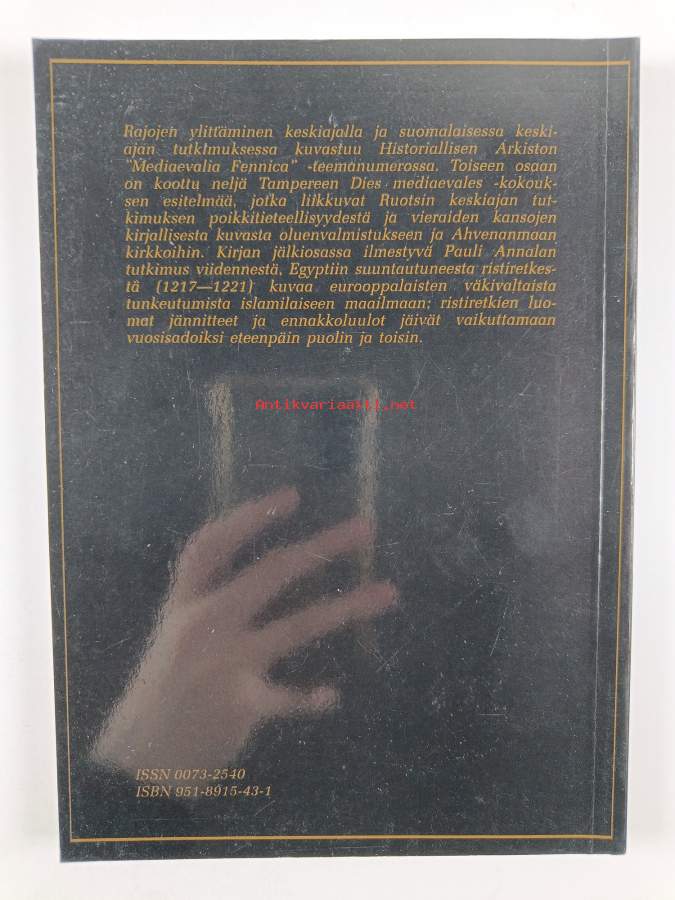 Rajojen ylittäminen keskiajalla ja suomalaisessa keski-
ajan tutkimuksessa kuvastuu Historiallisen Arkiston
"Mediaevalia Fennica" -teemanumerossa. Toiseen osaan
on koottu neljä Tampereen Dies mediaevales -kokouk-
sen esitelmää, jotka liikkuvat Ruotsin keskiajan tut-
kimuksen poikkitieteellisyydestä ja vieraiden kansojen
kirjallisesta kuvasta oluenvalmistukseen ja Ahvenanmaan
kirkkoihin. Kirjan jälkiosassa ilmestyvä Pauli Annalan
tutkimus viidennestä, Egyptiin suuntautuneesta ristiretkes-
tä (1217—1221) kuvaa eurooppalaisten väkivaltaista
tunkeutumista islamilaiseen maailmaan; ristiretkien luo-
mat jännitteet ja ennakkoluulot jäivät vaikuttamaan
vuosisadoiksi eteenpäin puolin ja toisin.
Antikvariaatti.net
ISSN 0073-2540
ISBN 951-8915-43-1